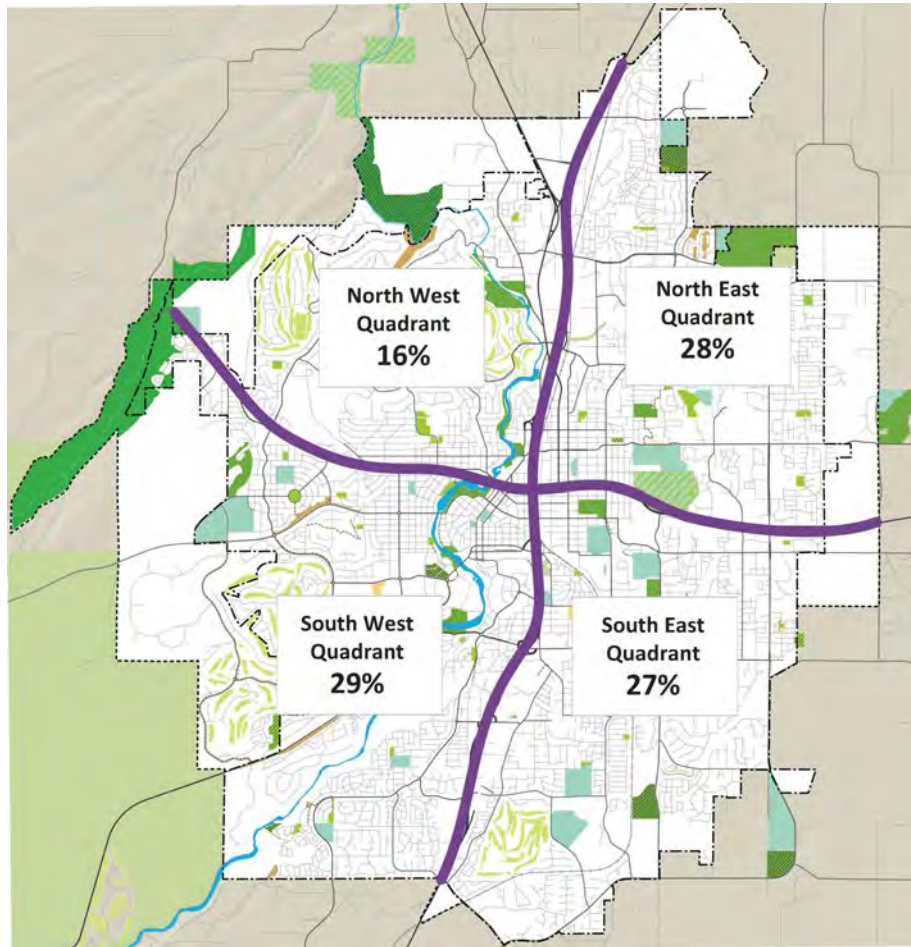 North West
Quadrant
16%
North East
Quadrant
28%
South West
Quadrant
29%
South East
Quadrant
27%